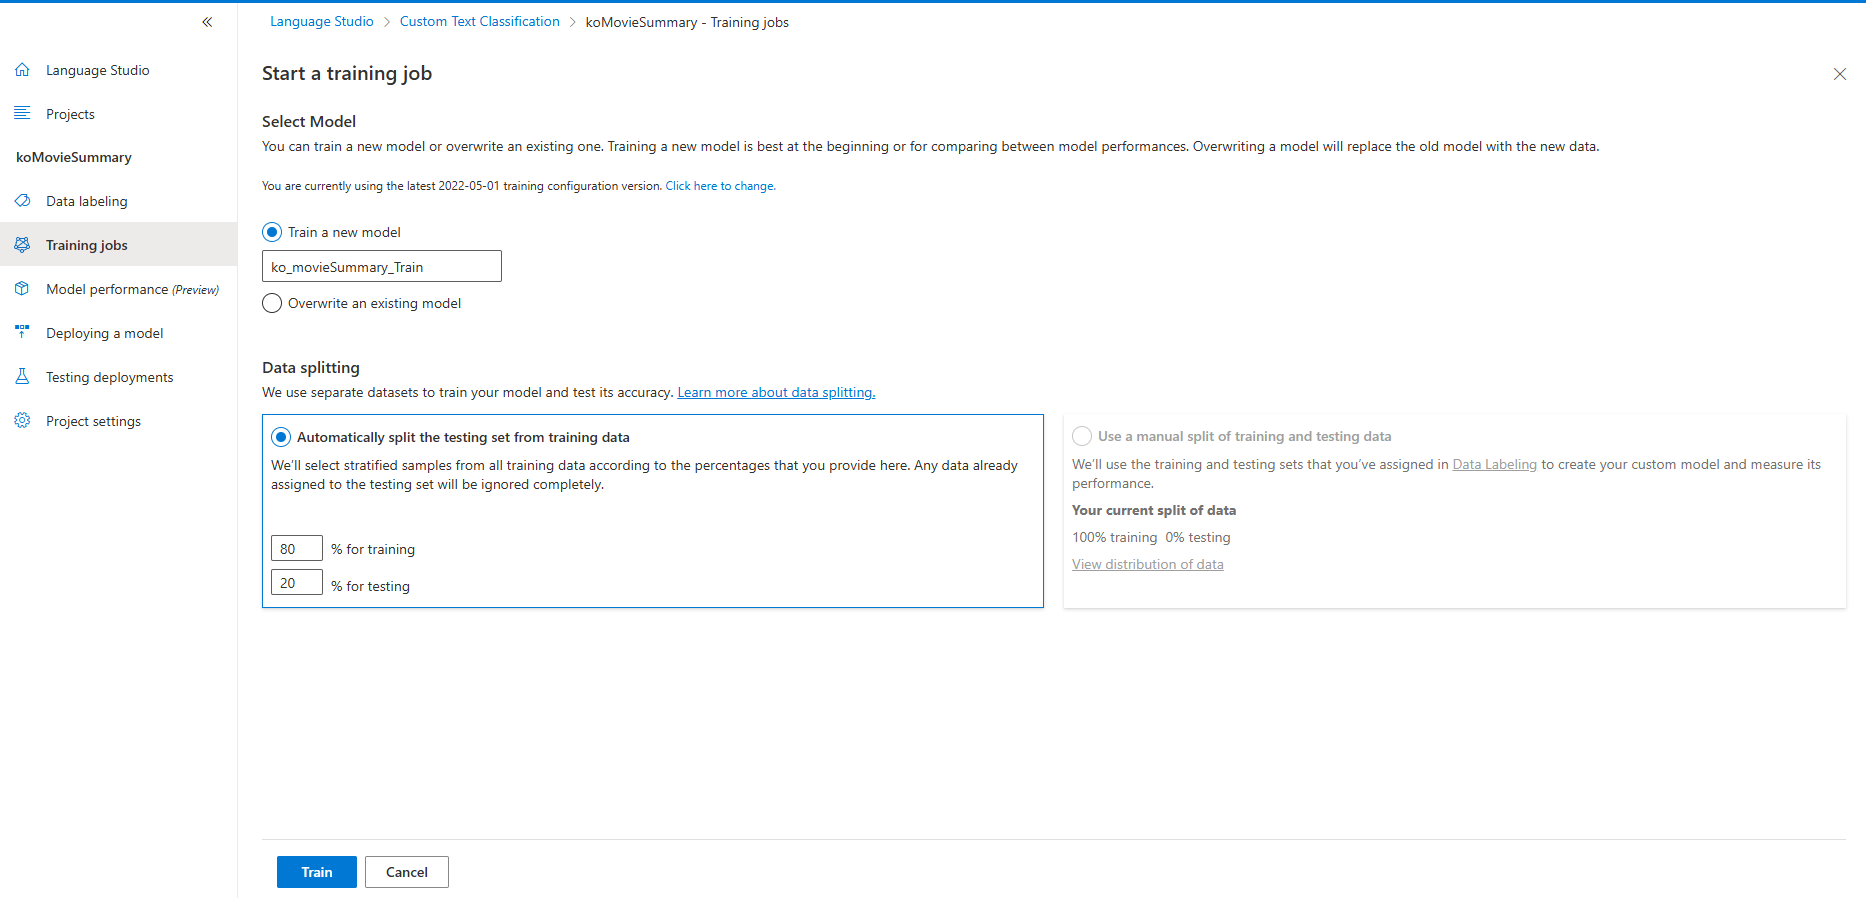 Language Studio > Custom Text Classification > koMovieSummary - Training jobs
Language Studio
Projects
koMovieSummary
Data labeling
Training jobs
Model performance (Preview)
Deploying a model
Testing deployments
Project settings
Start a training job
Select Model
You can train a new model or overwrite an existing one. Training a new model is best at the beginning or for comparing between model performances. Overwriting a model will replace the old model with the new data.
You are currently using the latest 2022-05-01 training configuration version. Click here to change.
Train a new model
ko_movieSummary_Train
Overwrite an existing model
Data splitting
We use separate datasets to train your model and test its accuracy. Learn more about data splitting.
Automatically split the testing set from training data
We'll select stratified samples from all training data according to the percentages that you provide here. Any data already
assigned to the testing set will be ignored completely.
80 % for training
20 % for testing
Use a manual split of training and testing data
We'll use the training and testing sets that you've assigned in Data Labeling to create your custom model and measure its
performance.
Your current split of data
100% training 0% testing
View distribution of data
Train
Cancel